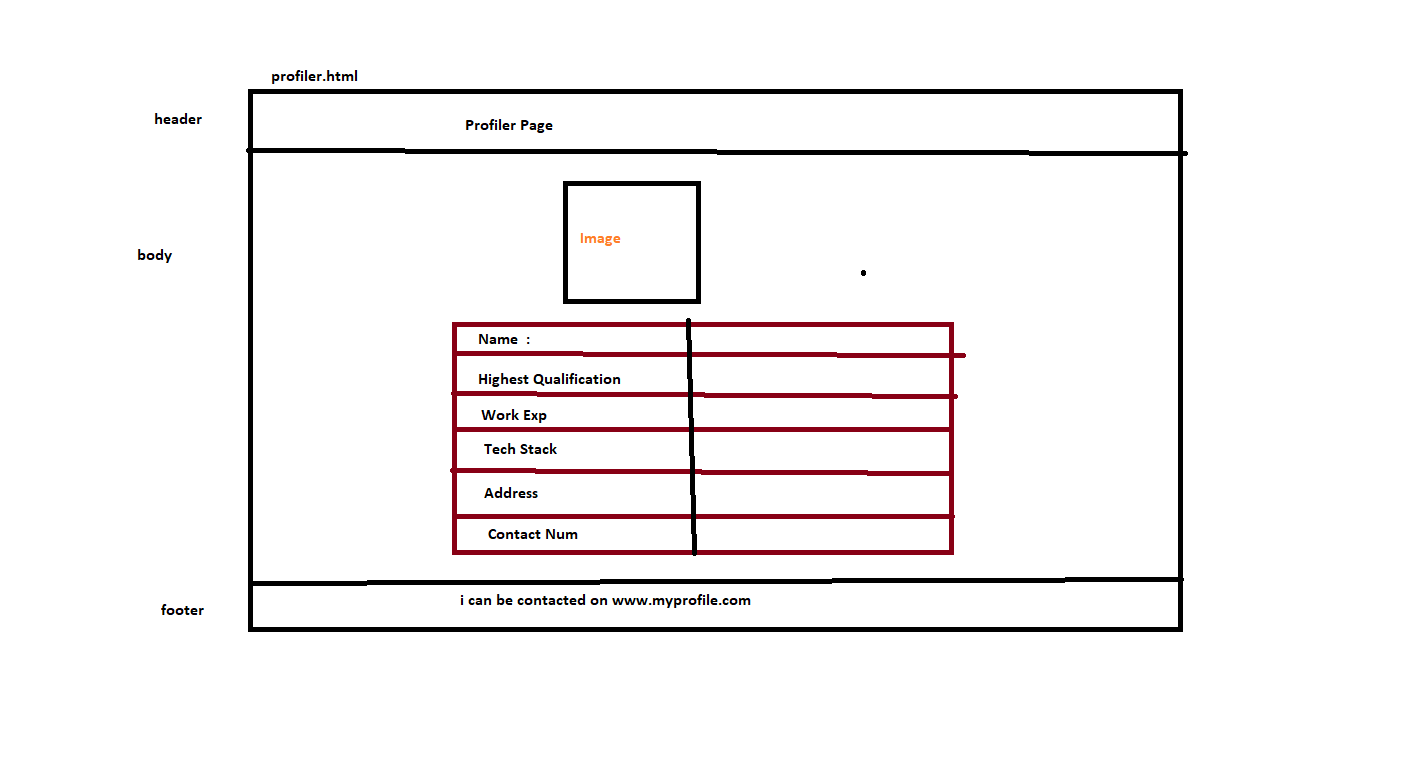 profiler.html
header
Profiler Page
body
Image
Name :
Highest Qualification
Work Exp
Tech Stack
Address
Contact Num
footer
i can be contacted on www.myprofile.com